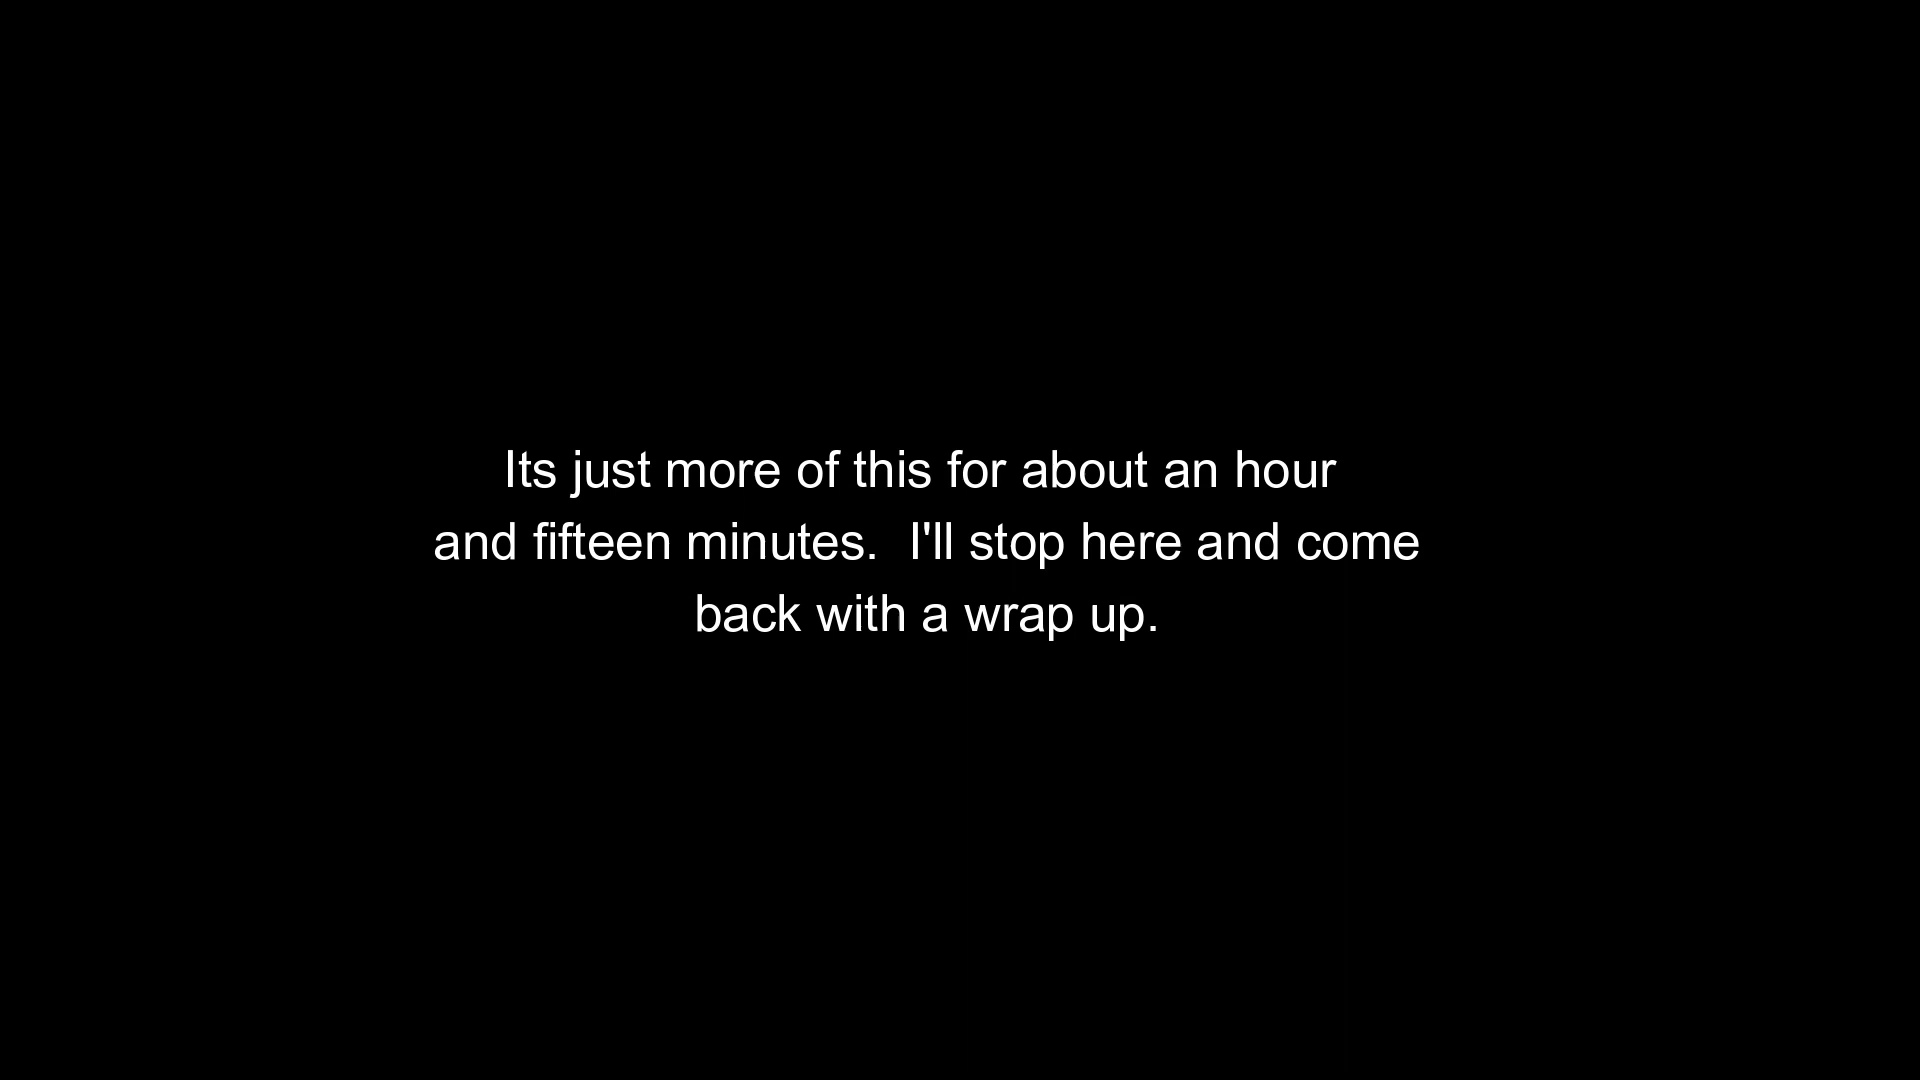 Its just more of this for about an hour
and fifteen minutes.  I'll stop here and come
back with a wrap up.